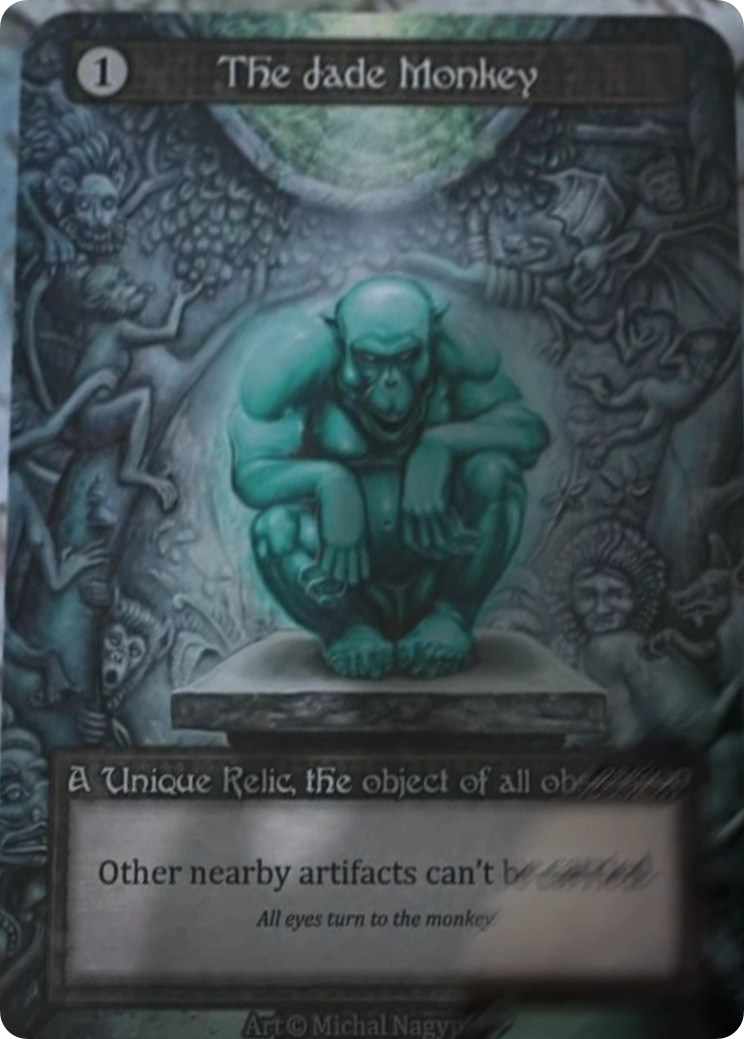 1
The Jade Monkey
A Unique Relic, the object of all
Other nearby artifacts can't
All eyes turn to the monkey
Art © Michal